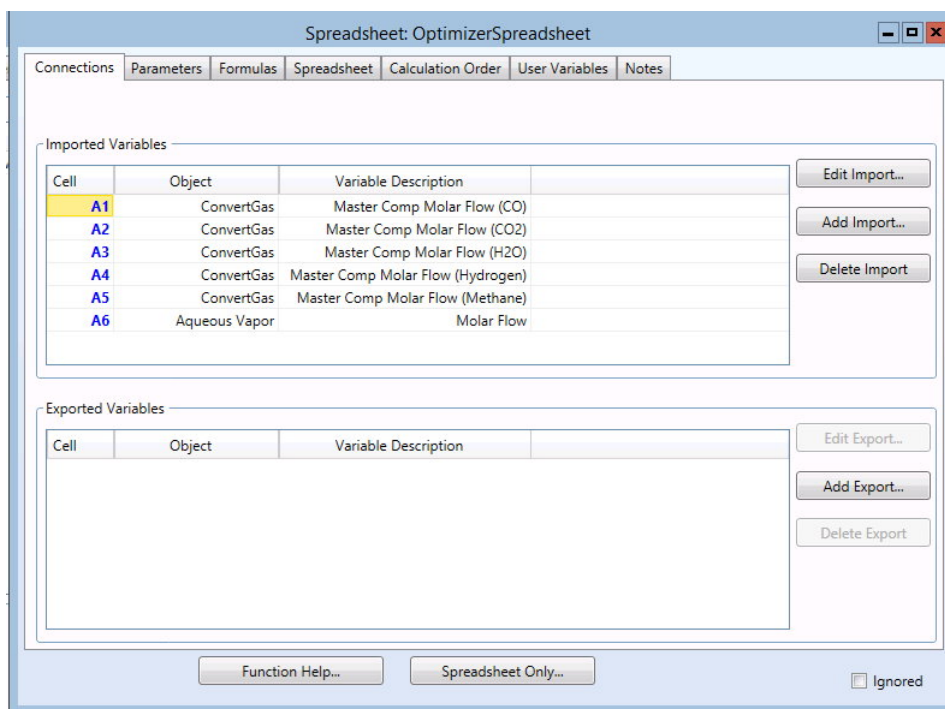 Spreadsheet: OptimizerSpreadsheet
Connections Parameters Formulas Spreadsheet Calculation Order User Variables Notes
Imported Variables
Cell Object Variable Description
A1 ConvertGas Master Comp Molar Flow (CO)
A2 ConvertGas Master Comp Molar Flow (CO2)
A3 ConvertGas Master Comp Molar Flow (H2O)
A4 ConvertGas Master Comp Molar Flow (Hydrogen)
A5 ConvertGas Master Comp Molar Flow (Methane)
A6 Aqueous Vapor Molar Flow
Edit Import...
Add Import...
Delete Import
Exported Variables
Cell Object Variable Description
Edit Export...
Add Export...
Delete Export
Function Help... Spreadsheet Only...
Ignored